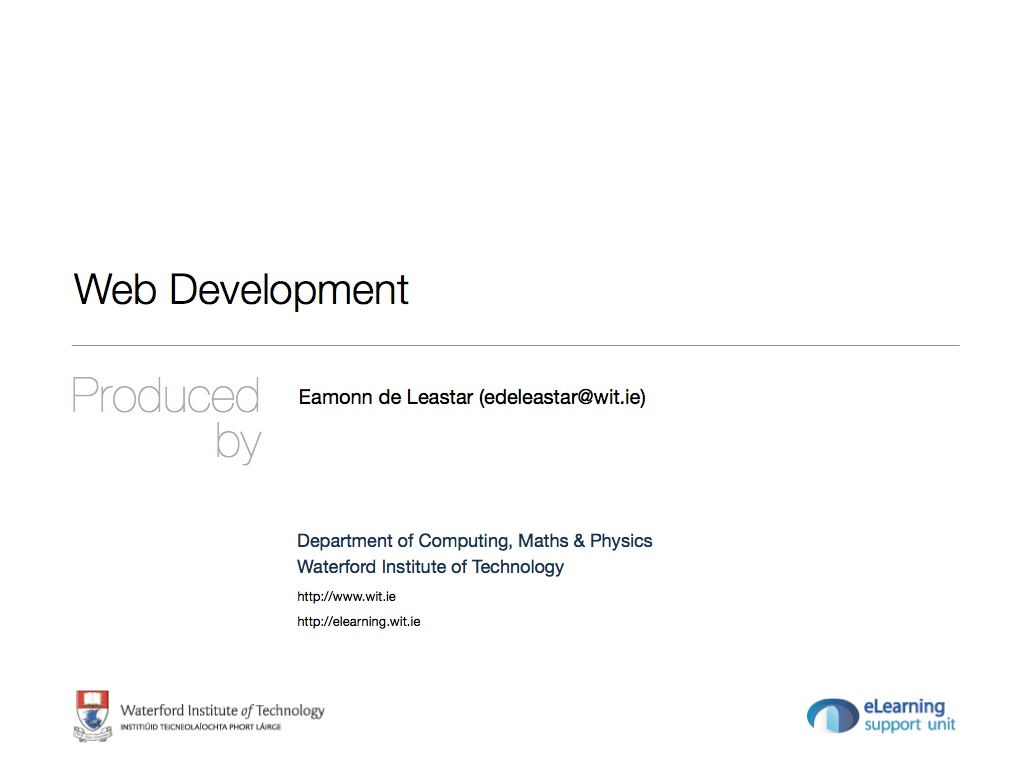 Web Development
Produced
by
Eamonn de Leastar (edeleastar@wit.ie)
Department of Computing, Maths & Physics
Waterford Institute of Technology
http://www.wit.ie
http://elearning.wit.ie
Waterford Institute of Technology
INSTITIÚID TEICNEOLAÍOCHTA PHORT LÁIRGE
eLearning
support unit